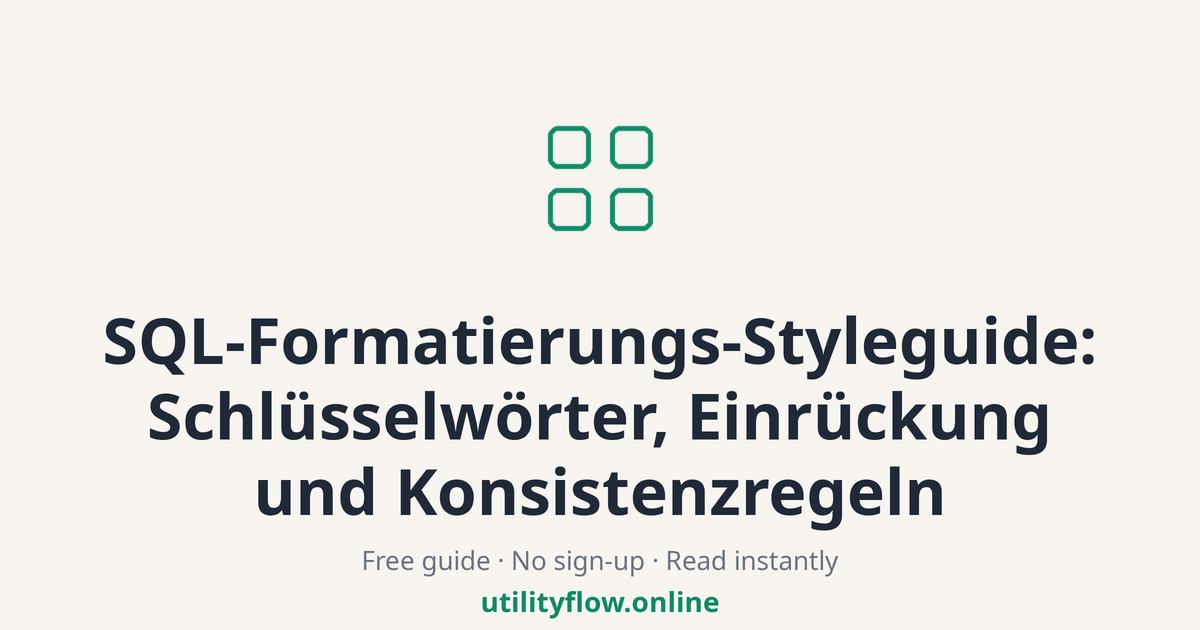 SQL-Formatierungs-Styleguide:
Schlüsselwörter, Einrückung
und Konsistenzregeln
Free guide · No sign-up · Read instantly
utilityflow.online